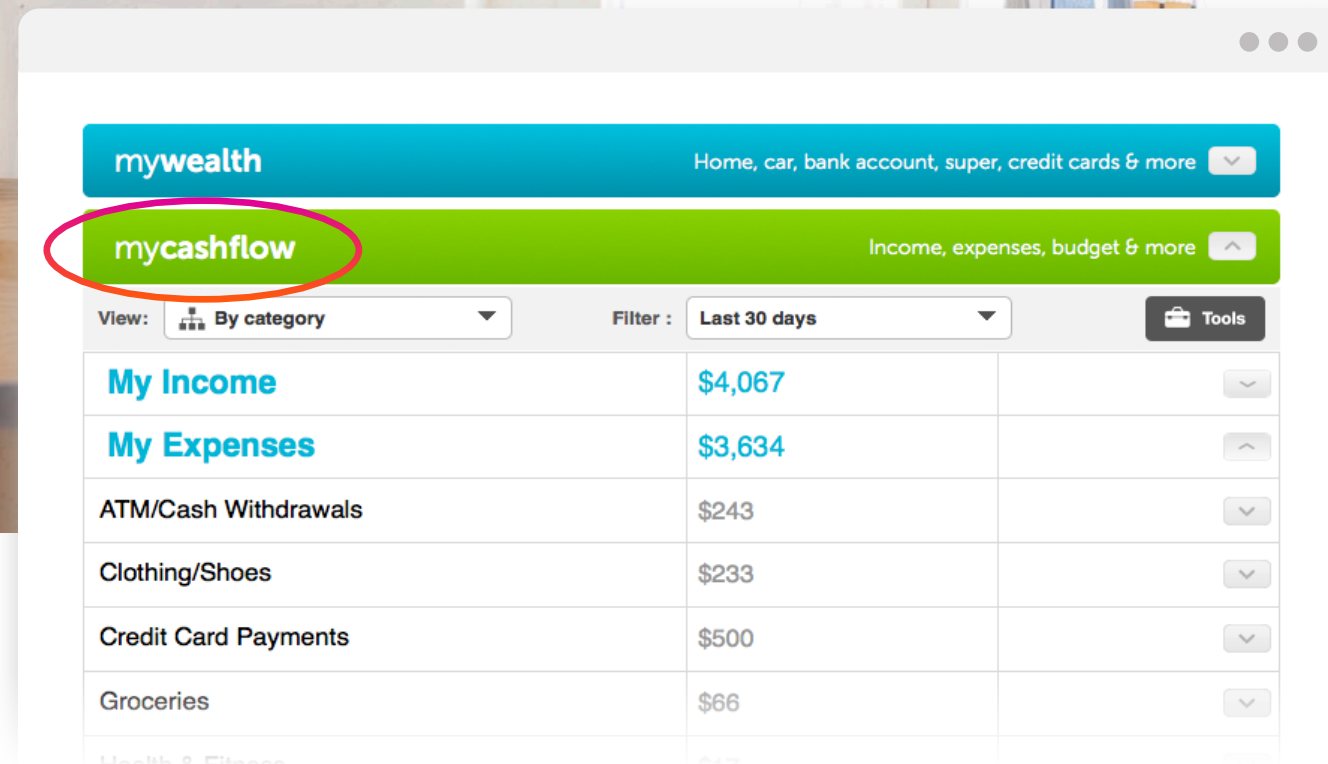 mywealth Home, car, bank account, super, credit cards & more
mycashflow Income, expenses, budget & more
View: By category Filter : Last 30 days Tools
My Income $4,067
My Expenses $3,634
ATM/Cash Withdrawals $243
Clothing/Shoes $233
Credit Card Payments $500
Groceries $66
Health & Fitness